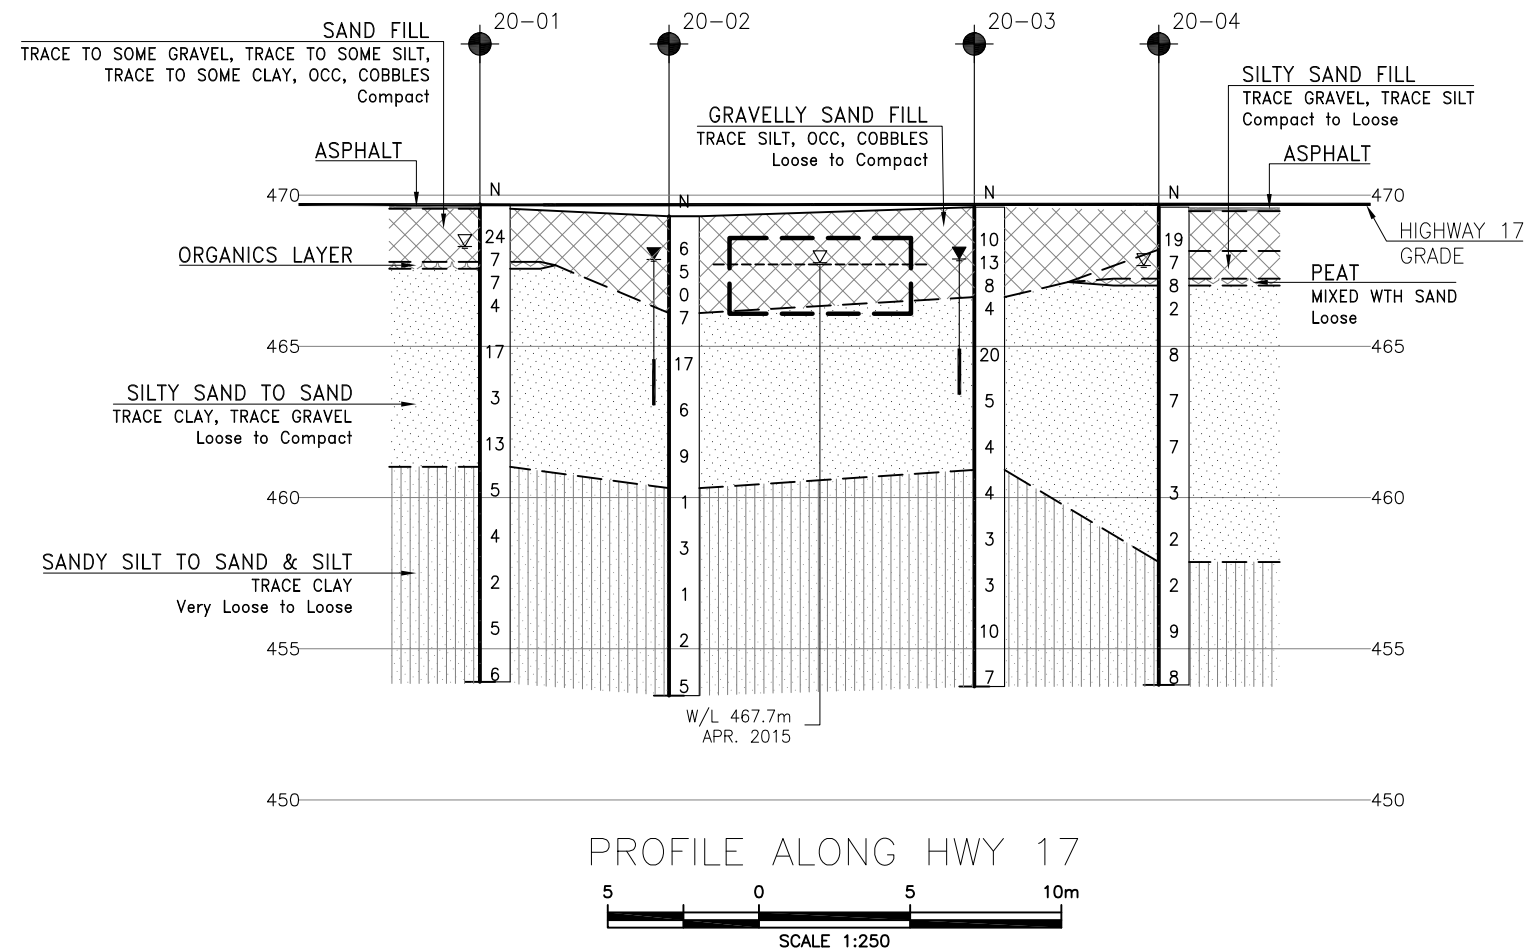 20-01
20-02
20-03
20-04
SAND FILL
TRACE TO SOME GRAVEL, TRACE TO SOME SILT,
TRACE TO SOME CLAY, OCC, COBBLES
Compact
SILTY SAND FILL
TRACE GRAVEL, TRACE SILT
Compact to Loose
GRAVELLY SAND FILL
TRACE SILT, OCC, COBBLES
Loose to Compact
ASPHALT
ASPHALT
470
470
HIGHWAY 17
GRADE
ORGANICS LAYER
PEAT
MIXED WTH SAND
Loose
465
465
SILTY SAND TO SAND
TRACE CLAY, TRACE GRAVEL
Loose to Compact
460
460
SANDY SILT TO SAND & SILT
TRACE CLAY
Very Loose to Loose
455
455
N
24
7
7
4
17
3
13
5
4
2
5
6
N
6
5
0
7
17
6
9
1
3
1
2
5
N
10
13
8
4
20
5
4
4
3
3
10
7
N
19
7
8
2
8
7
7
3
2
2
9
8
W/L 467.7m
APR. 2015
450
450
PROFILE ALONG HWY 17
5 0 5 10m
SCALE 1:250